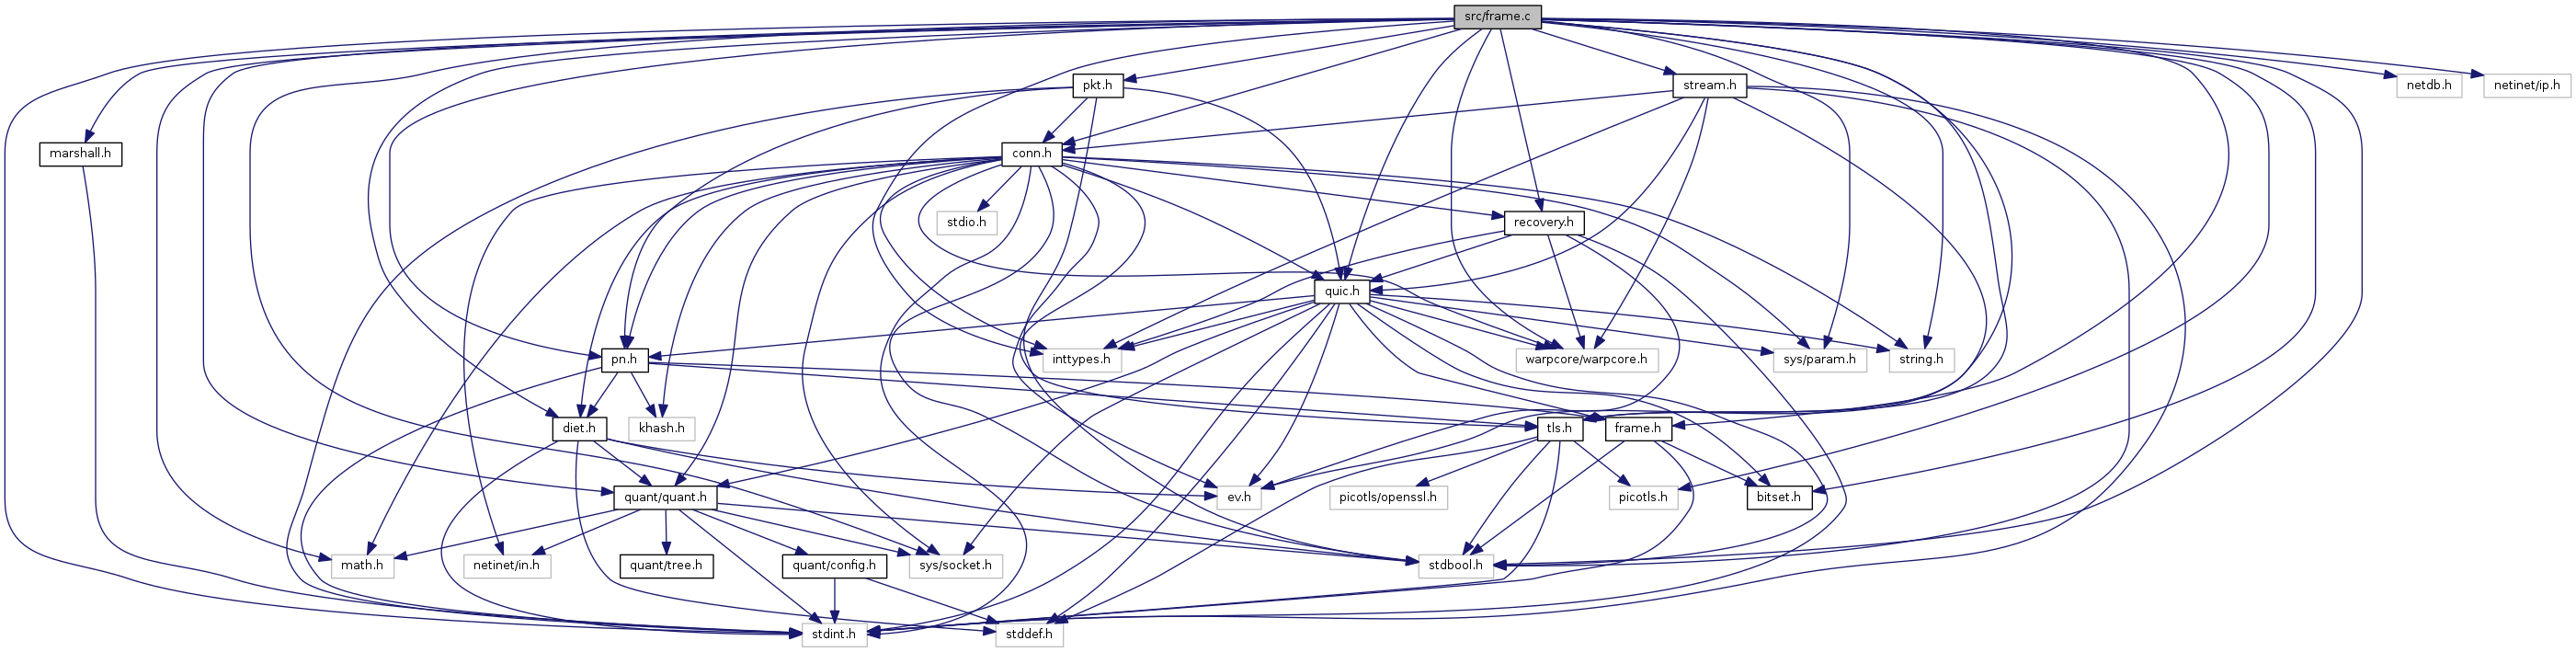 src/frame.c
pkt.h
stream.h
netdb.h
netinet/ip.h
marshall.h
conn.h
stdio.h
recovery.h
quic.h
pn.h
inttypes.h
warpcore/warpcore.h
sys/param.h
string.h
diet.h
khash.h
tls.h
frame.h
quant/quant.h
ev.h
picotls/openssl.h
picotls.h
bitset.h
math.h
netinet/in.h
quant/tree.h
quant/config.h
sys/socket.h
stdbool.h
stdint.h
stddef.h